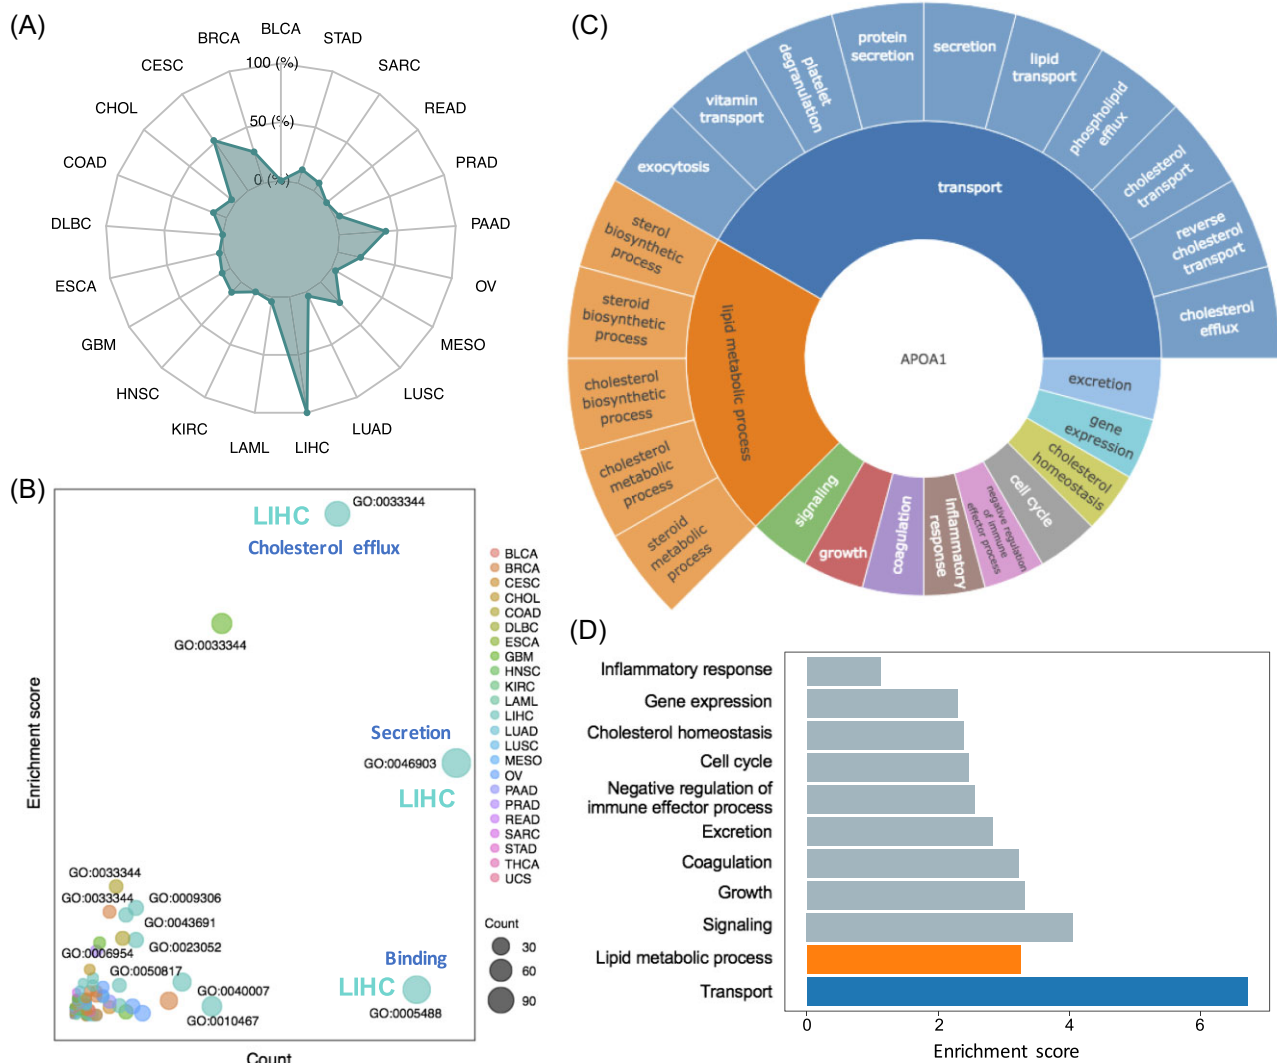 (A)
BLCA
STAD
SARC
READ
PRAD
PAAD
OV
MESO
LUSC
LUAD
LIHC
LAML
KIRC
HNSC
GBM
ESCA
DLBC
COAD
CHOL
CESC
BRCA
100 (%)
50 (%)
0 (%)
(B)
LIHC
GO:0033344
Cholesterol efflux
GO:0033344
Secretion
GO:0046903
LIHC
GO:0033344
GO:0033344
GO:0009306
GO:0043691
GO:0023052
GO:0006954
GO:0050817
GO:0040007
GO:0010467
Binding
LIHC
GO:0005488
Enrichment score
Count
BLCA
BRCA
CESC
CHOL
COAD
DLBC
ESCA
GBM
HNSC
KIRC
LAML
LIHC
LUAD
LUSC
MESO
OV
PAAD
PRAD
READ
SARC
STAD
THCA
UCS
Count
30
60
90
(C)
APOA1
transport
exocytosis
vitamin
transport
platelet
degranulation
protein
secretion
secretion
lipid
transport
phospholipid
efflux
cholesterol
transport
reverse
cholesterol
transport
cholesterol
efflux
excretion
gene
expression
cholesterol
homeostasis
cell cycle
negative regulation
of immune
effector process
Inflammatory
response
coagulation
growth
signaling
lipid metabolic process
sterol
biosynthetic
process
steroid
biosynthetic
process
cholesterol
biosynthetic
process
cholesterol
metabolic
process
steroid
metabolic
process
(D)
Inflammatory response
Gene expression
Cholesterol homeostasis
Cell cycle
Negative regulation of
immune effector process
Excretion
Coagulation
Growth
Signaling
Lipid metabolic process
Transport
0
2
4
6
Enrichment score